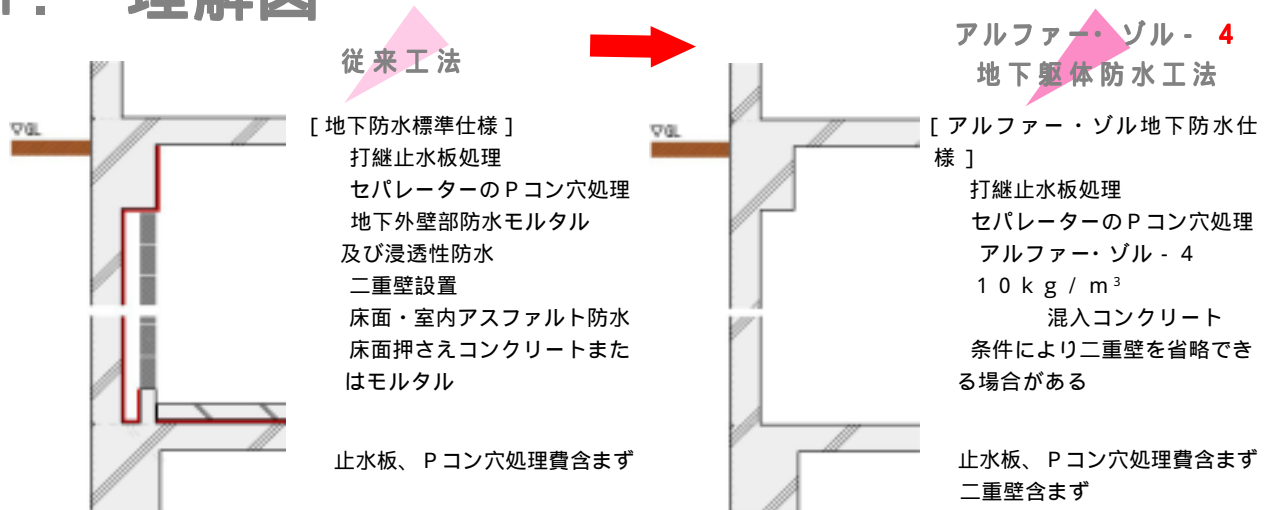 1. 理解図
従来工法
▽GL
[地下防水標準仕様]
打継止水板処理
セパレーターのPコン穴処理
地下外壁部防水モルタル
及び浸透性防水
二重壁設置
床面・室内アスファルト防水
床面押さえコンクリートまた
はモルタル
止水板、Pコン穴処理費含まず
アルファー・ゾル-4
地下躯体防水工法
▽GL
[アルファー・ゾル地下防水仕
様]
打継止水板処理
セパレーターのPコン穴処理
アルファー・ゾル-4
10kg/m³
混入コンクリート
条件により二重壁を省略でき
る場合がある
止水板、Pコン穴処理費含まず
二重壁含まず